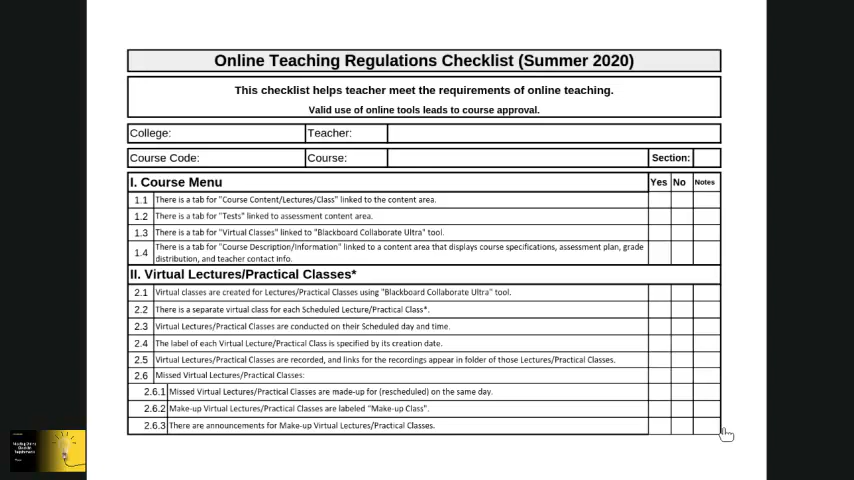 Online Teaching Regulations Checklist (Summer 2020)
This checklist helps teacher meet the requirements of online teaching.
Valid use of online tools leads to course approval.
College: Teacher:
Course Code: Course: Section:
I. Course Menu Yes No Notes
1.1 There is a tab for "Course Content/Lectures/Class" linked to the content area.
1.2 There is a tab for "Tests" linked to assessment content area.
1.3 There is a tab for "Virtual Classes" linked to "Blackboard Collaborate Ultra" tool.
1.4 There is a tab for "Course Description/Information" linked to a content area that displays course specifications, assessment plan, grade
distribution, and teacher contact info.
II. Virtual Lectures/Practical Classes*
2.1 Virtual classes are created for Lectures/Practical Classes using "Blackboard Collaborate Ultra" tool.
2.2 There is a separate virtual class for each Scheduled Lecture/Practical Class*.
2.3 Virtual Lectures/Practical Classes are conducted on their Scheduled day and time.
2.4 The label of each Virtual Lecture/Practical Class is specified by its creation date.
2.5 Virtual Lectures/Practical Classes are recorded, and links for the recordings appear in folder of those Lectures/Practical Classes.
2.6 Missed Virtual Lectures/Practical Classes:
2.6.1 Missed Virtual Lectures/Practical Classes are made-up for (rescheduled) on the same day.
2.6.2 Make-up Virtual Lectures/Practical Classes are labeled "Make-up Class".
2.6.3 There are announcements for Make-up Virtual Lectures/Practical Classes.